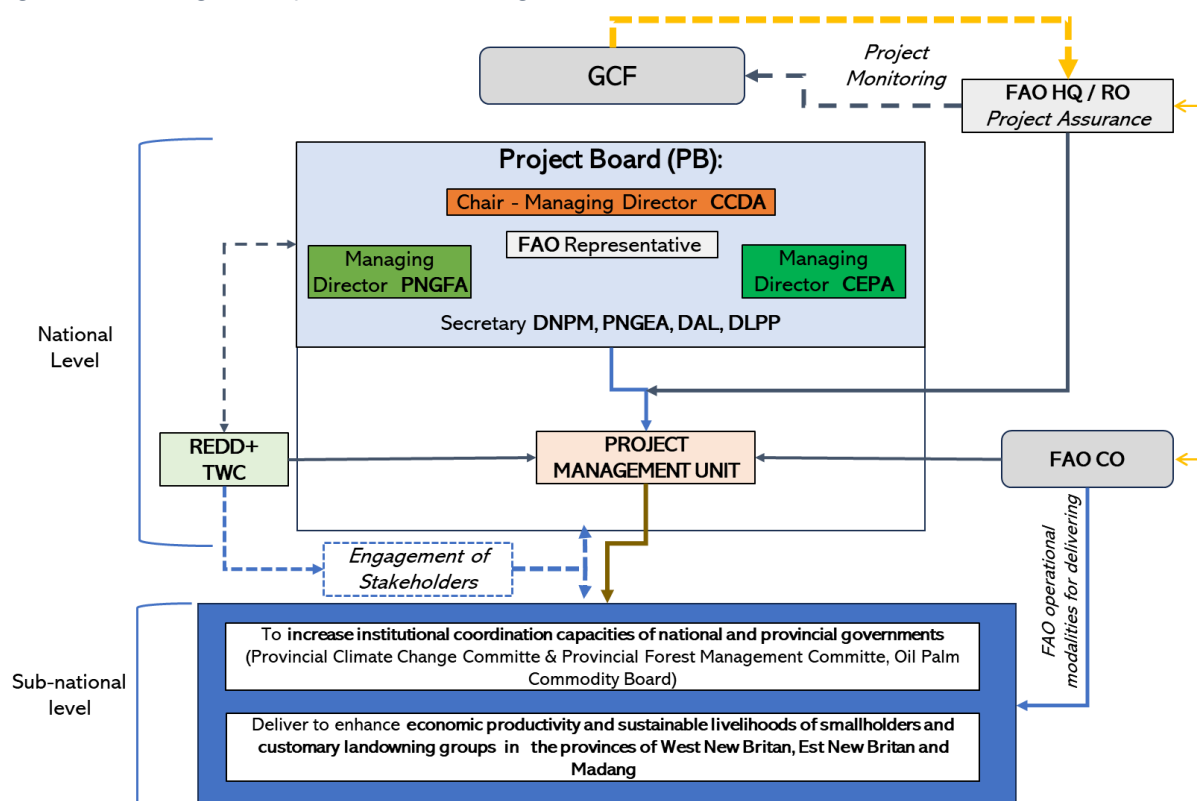 GCF
Project
Monitoring
FAO HQ / RO
Project Assurance
Project Board (PB):
Chair - Managing Director CCDA
FAO Representative
Managing
Director PNGFA
Managing
Director CEPA
Secretary DNPM, PNGEA, DAL, DLPP
National
Level
REDD+
TWC
PROJECT
MANAGEMENT UNIT
FAO CO
Engagement of
Stakeholders
FAO operational
modalities for delivering
Sub-national
level
To increase institutional coordination capacities of national and provincial governments
(Provincial Climate Change Committe & Provincial Forest Management Committe, Oil Palm
Commodity Board)
Deliver to enhance economic productivity and sustainable livelihoods of smallholders and
customary landowning groups in the provinces of West New Britan, Est New Britan and
Madang